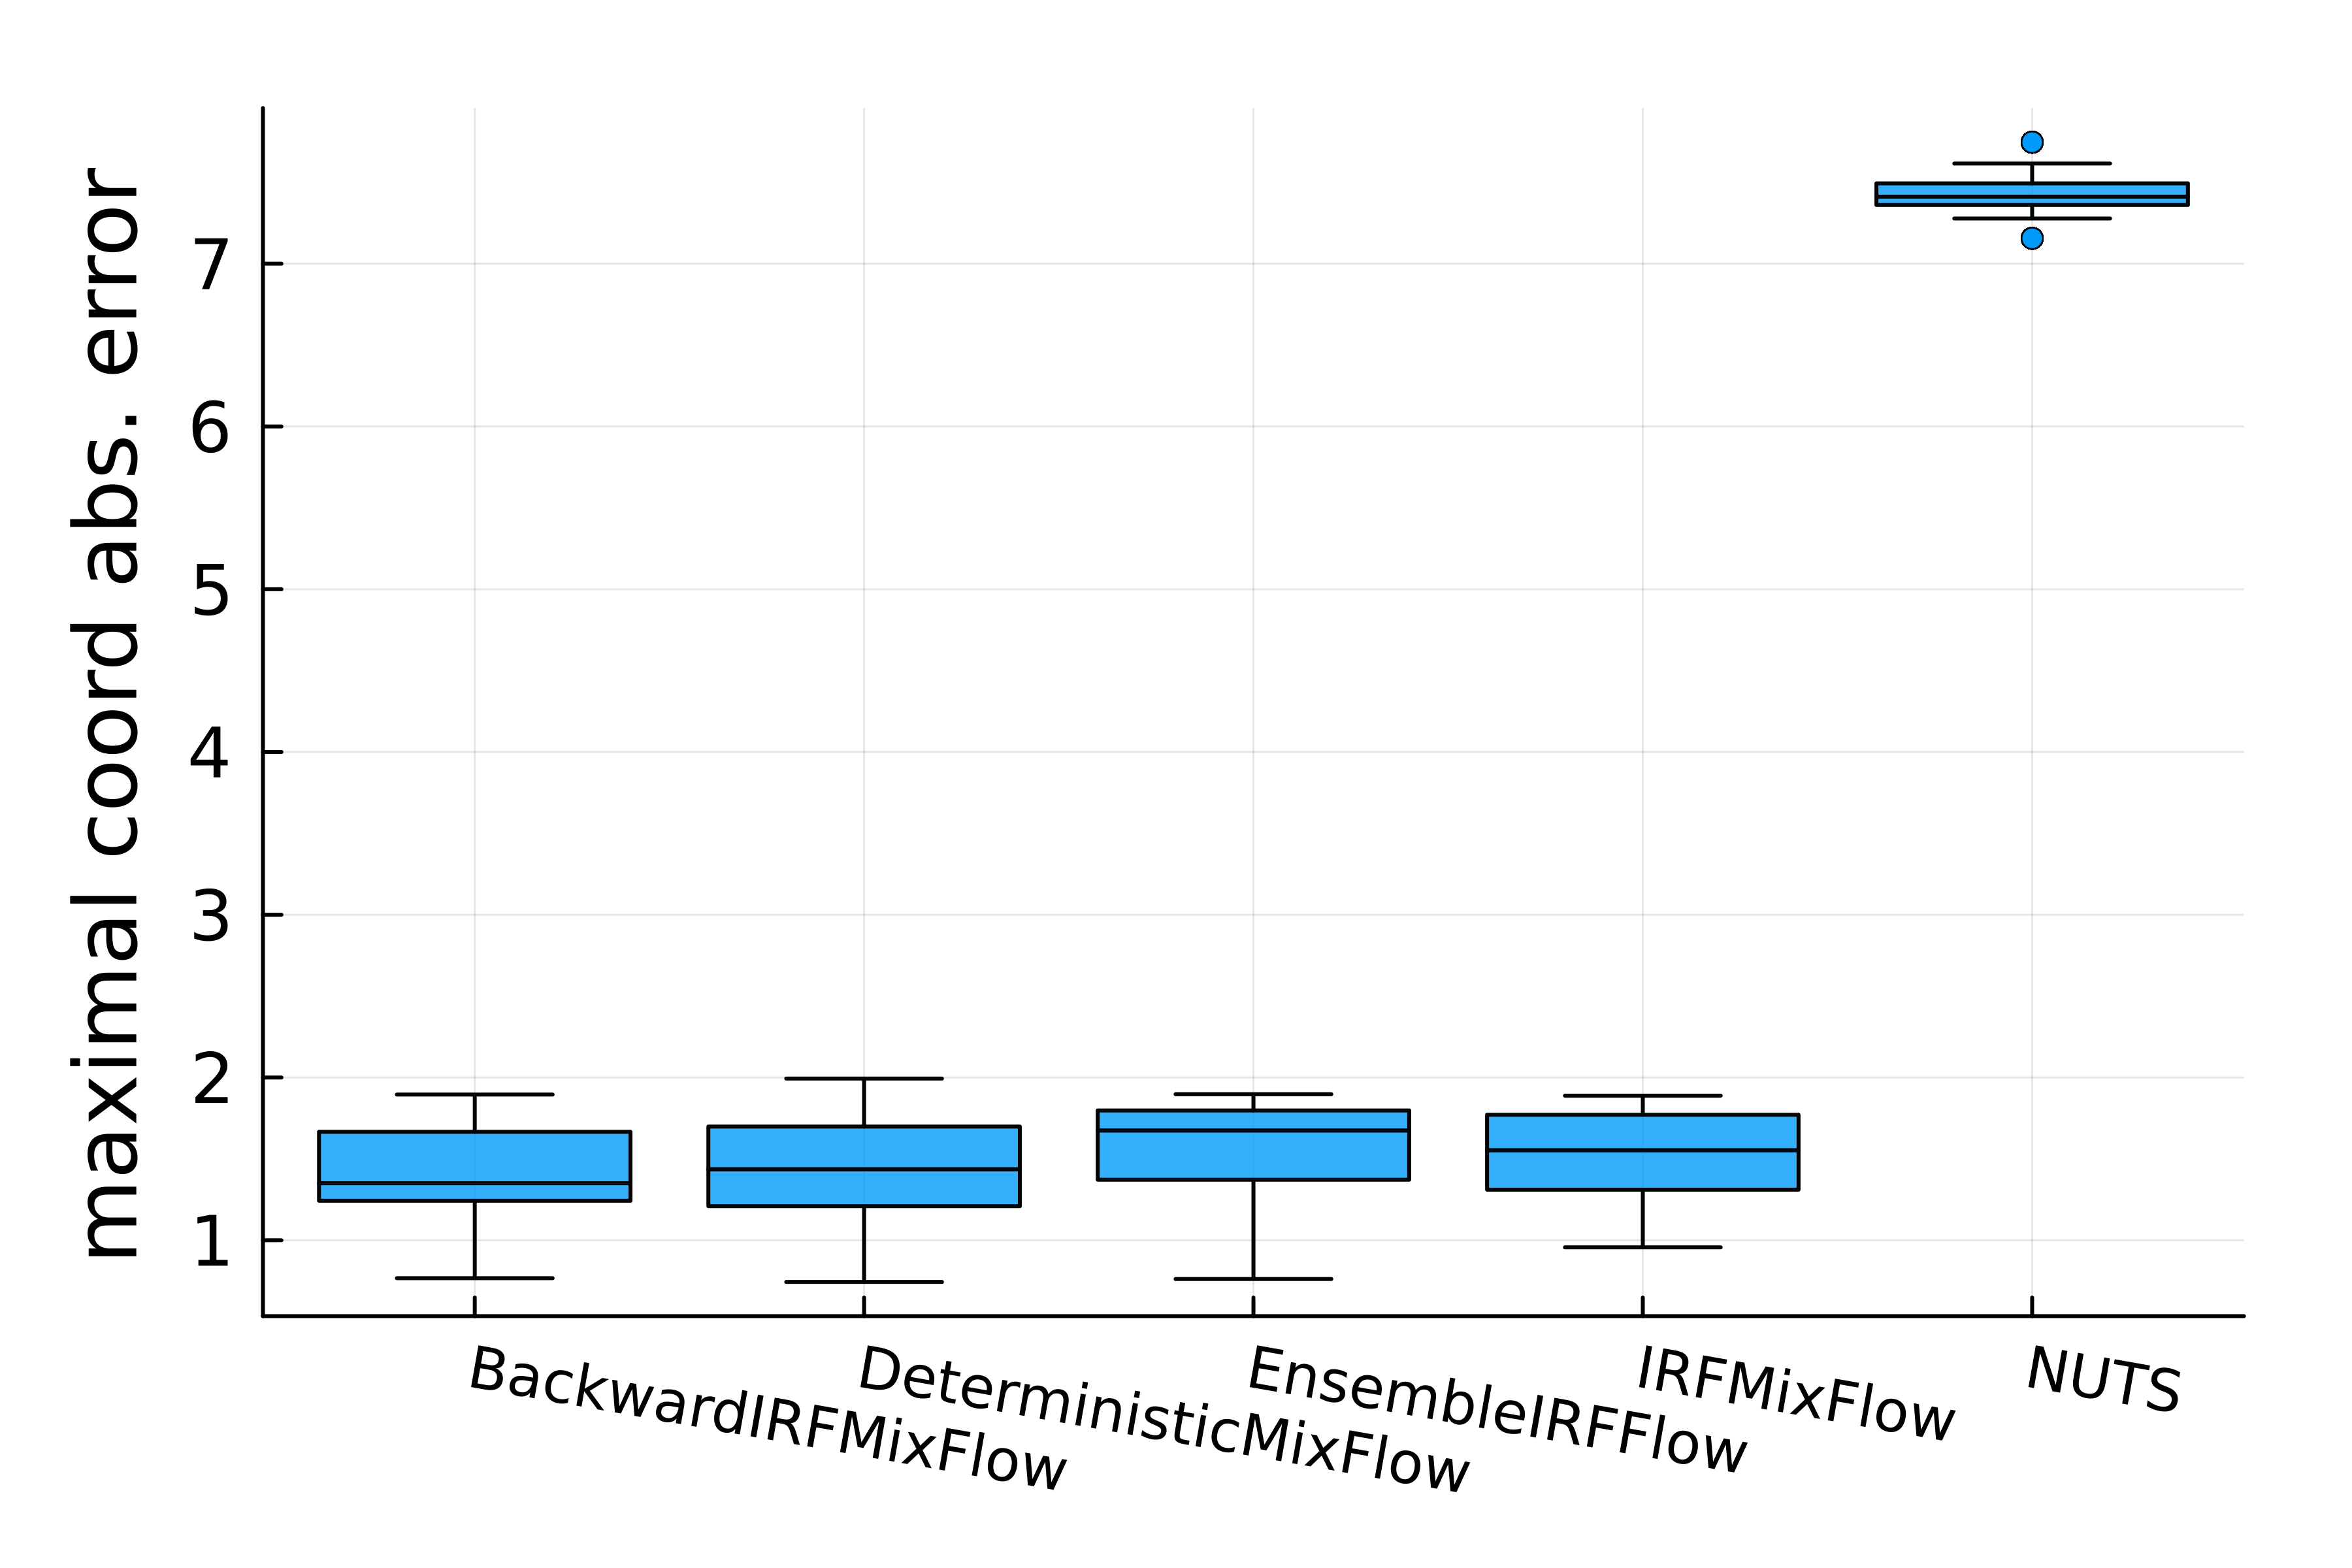 maximal coord abs. error
7
6
5
4
3
2
1
BackwardIRFMixFlow
DeterministicMixFlow
EnsembleIRFFlow
IRFMixFlow
NUTS